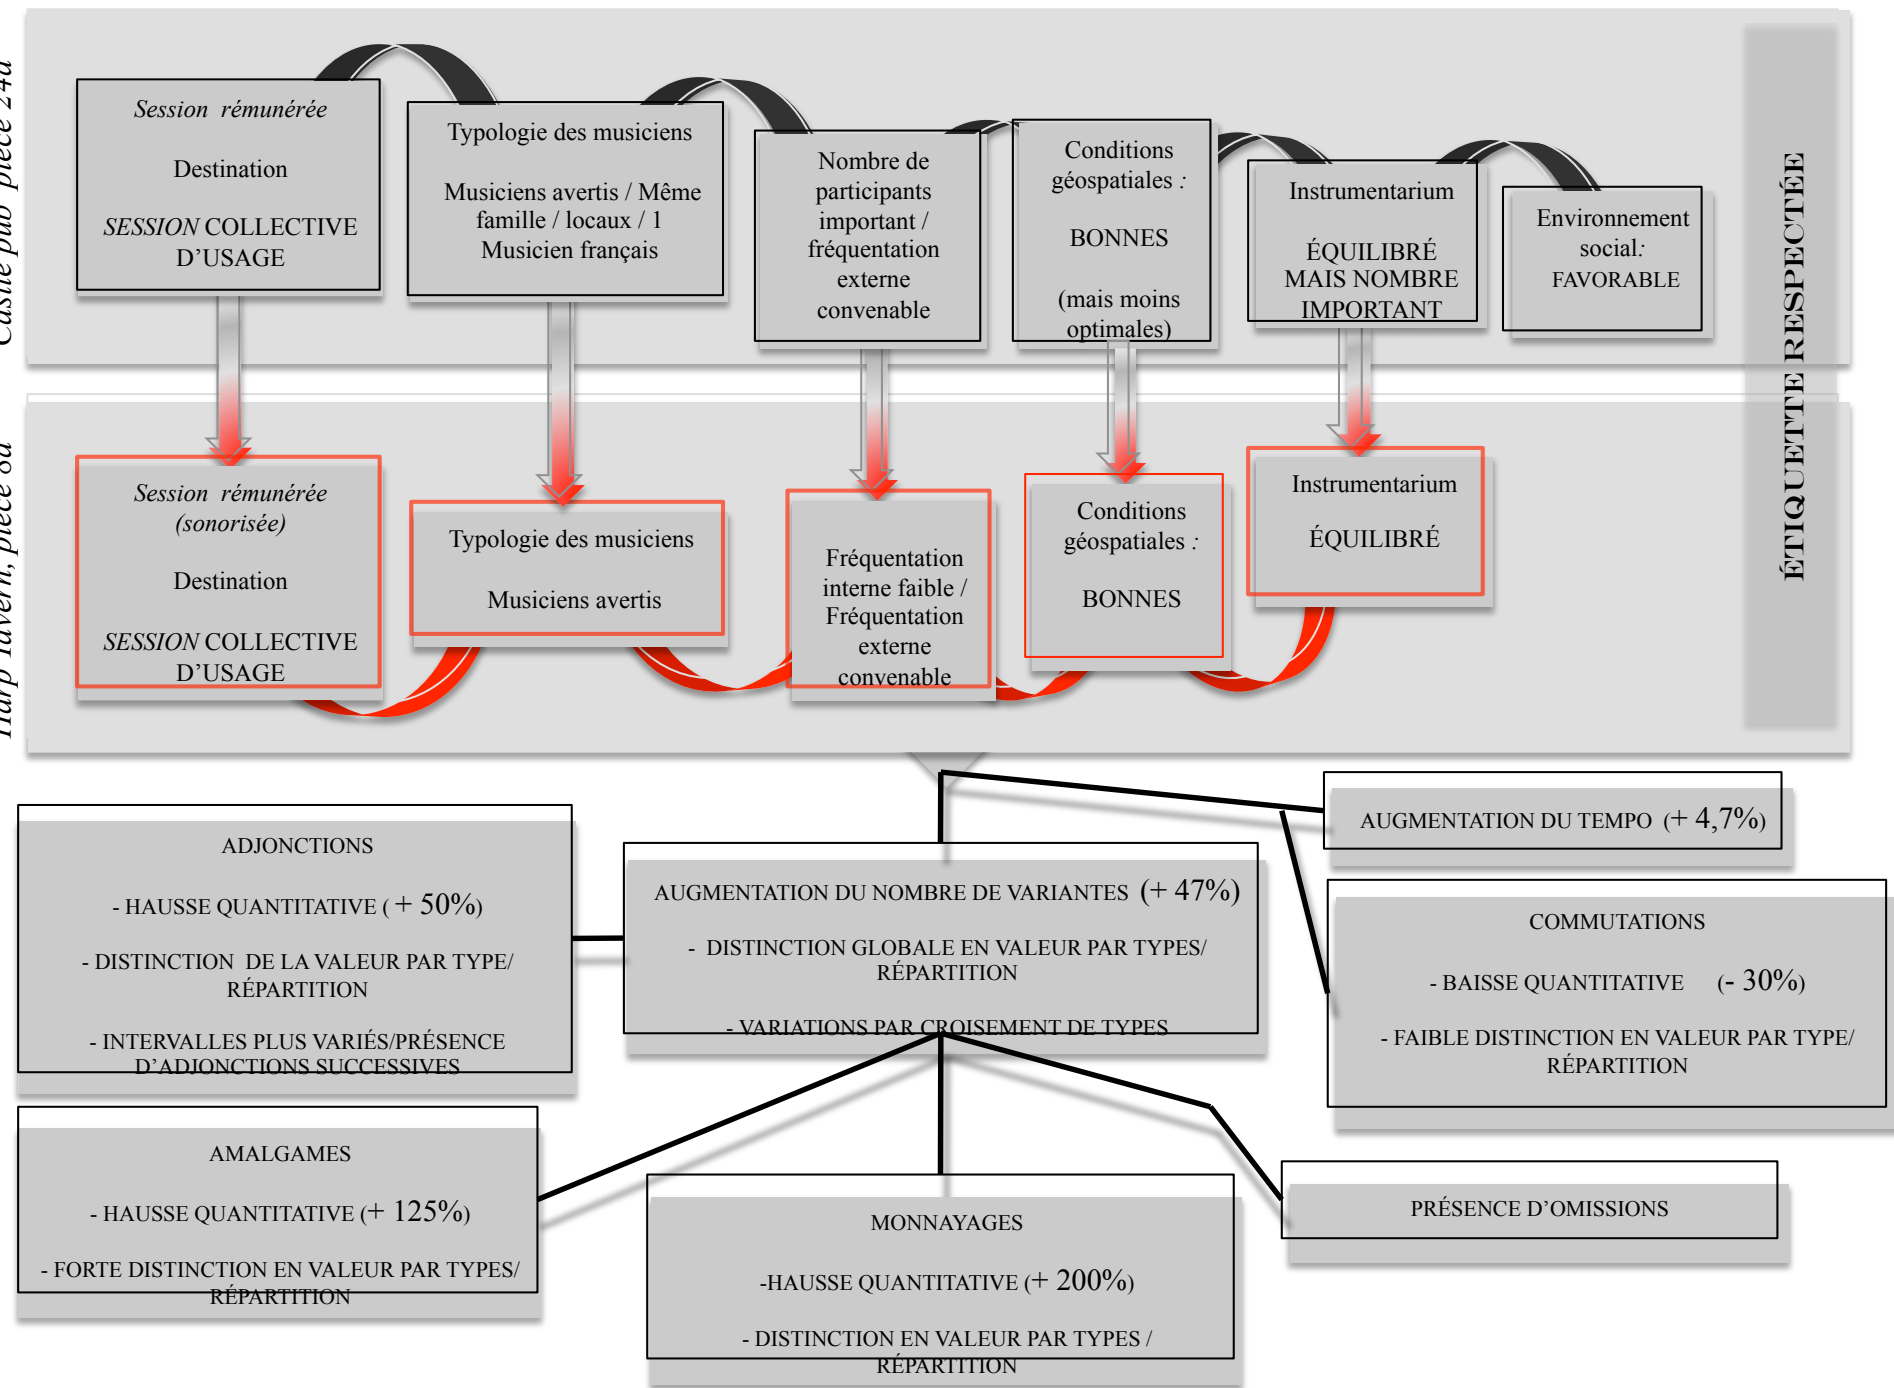 Castle pub pièce 24a
Session rémunérée
Destination
SESSION COLLECTIVE
D’USAGE
Typologie des musiciens
Musiciens avertis / Même
famille / locaux / 1
Musicien français
Nombre de
participants
important /
fréquentation
externe
convenable
Conditions
géospatiales :
BONNES
(mais moins
optimales)
Instrumentarium
ÉQUILIBRÉ
MAIS NOMBRE
IMPORTANT
Environnement
social:
FAVORABLE
ÉTIQUETTE RESPECTÉE
Harp Tavern, pièce 8a
Session rémunérée
(sonorisée)
Destination
SESSION COLLECTIVE
D’USAGE
Typologie des musiciens
Musiciens avertis
Fréquentation
interne faible /
Fréquentation
externe
convenable
Conditions
géospatiales :
BONNES
Instrumentarium
ÉQUILIBRÉ
AUGMENTATION DU TEMPO (+ 4,7%)
ADJONCTIONS
- HAUSSE QUANTITATIVE ( + 50%)
- DISTINCTION DE LA VALEUR PAR TYPE/
RÉPARTITION
- INTERVALLES PLUS VARIÉS/PRÉSENCE
D’ADJONCTIONS SUCCESSIVES
AUGMENTATION DU NOMBRE DE VARIANTES (+ 47%)
- DISTINCTION GLOBALE EN VALEUR PAR TYPES/
RÉPARTITION
- VARIATIONS PAR CROISEMENT DE TYPES
COMMUTATIONS
- BAISSE QUANTITATIVE (- 30%)
- FAIBLE DISTINCTION EN VALEUR PAR TYPE/
RÉPARTITION
AMALGAMES
- HAUSSE QUANTITATIVE (+ 125%)
- FORTE DISTINCTION EN VALEUR PAR TYPES/
RÉPARTITION
MONNAYAGES
-HAUSSE QUANTITATIVE (+ 200%)
- DISTINCTION EN VALEUR PAR TYPES /
RÉPARTITION
PRÉSENCE D’OMISSIONS